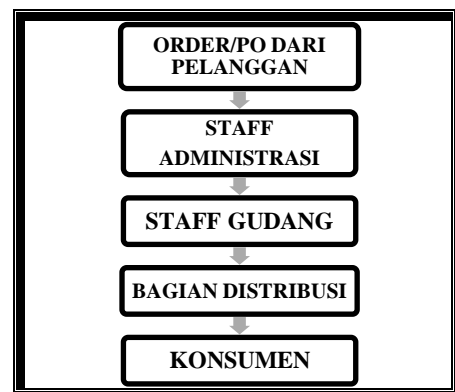 ORDER/PO DARI
PELANGGAN
STAFF
ADMINISTRASI
STAFF GUDANG
BAGIAN DISTRIBUSI
KONSUMEN